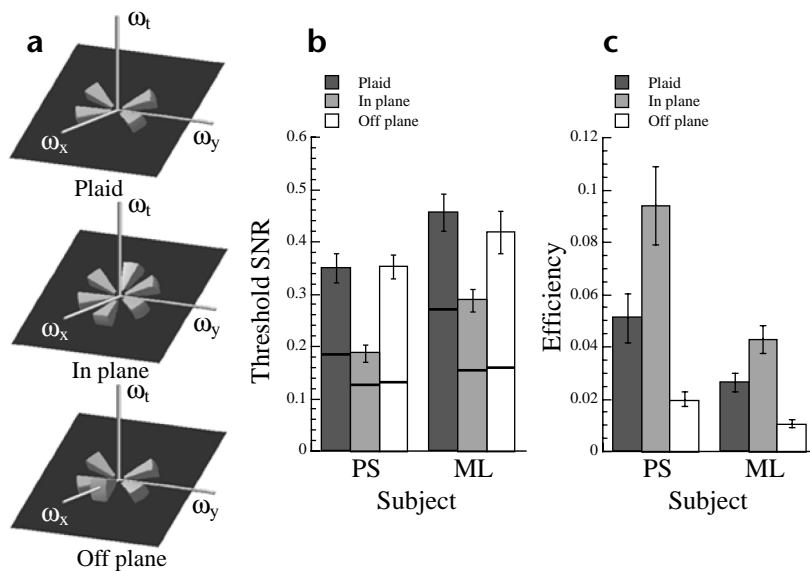 a
ωt
ωx
ωy
Plaid
ωt
ωx
ωy
In plane
ωt
ωx
ωy
Off plane
b
Plaid
In plane
Off plane
0.6
0.5
0.4
0.3
0.2
0.1
0
Threshold SNR
PS
ML
Subject
c
Plaid
In plane
Off plane
0.12
0.1
0.08
0.06
0.04
0.02
0
Efficiency
PS
ML
Subject